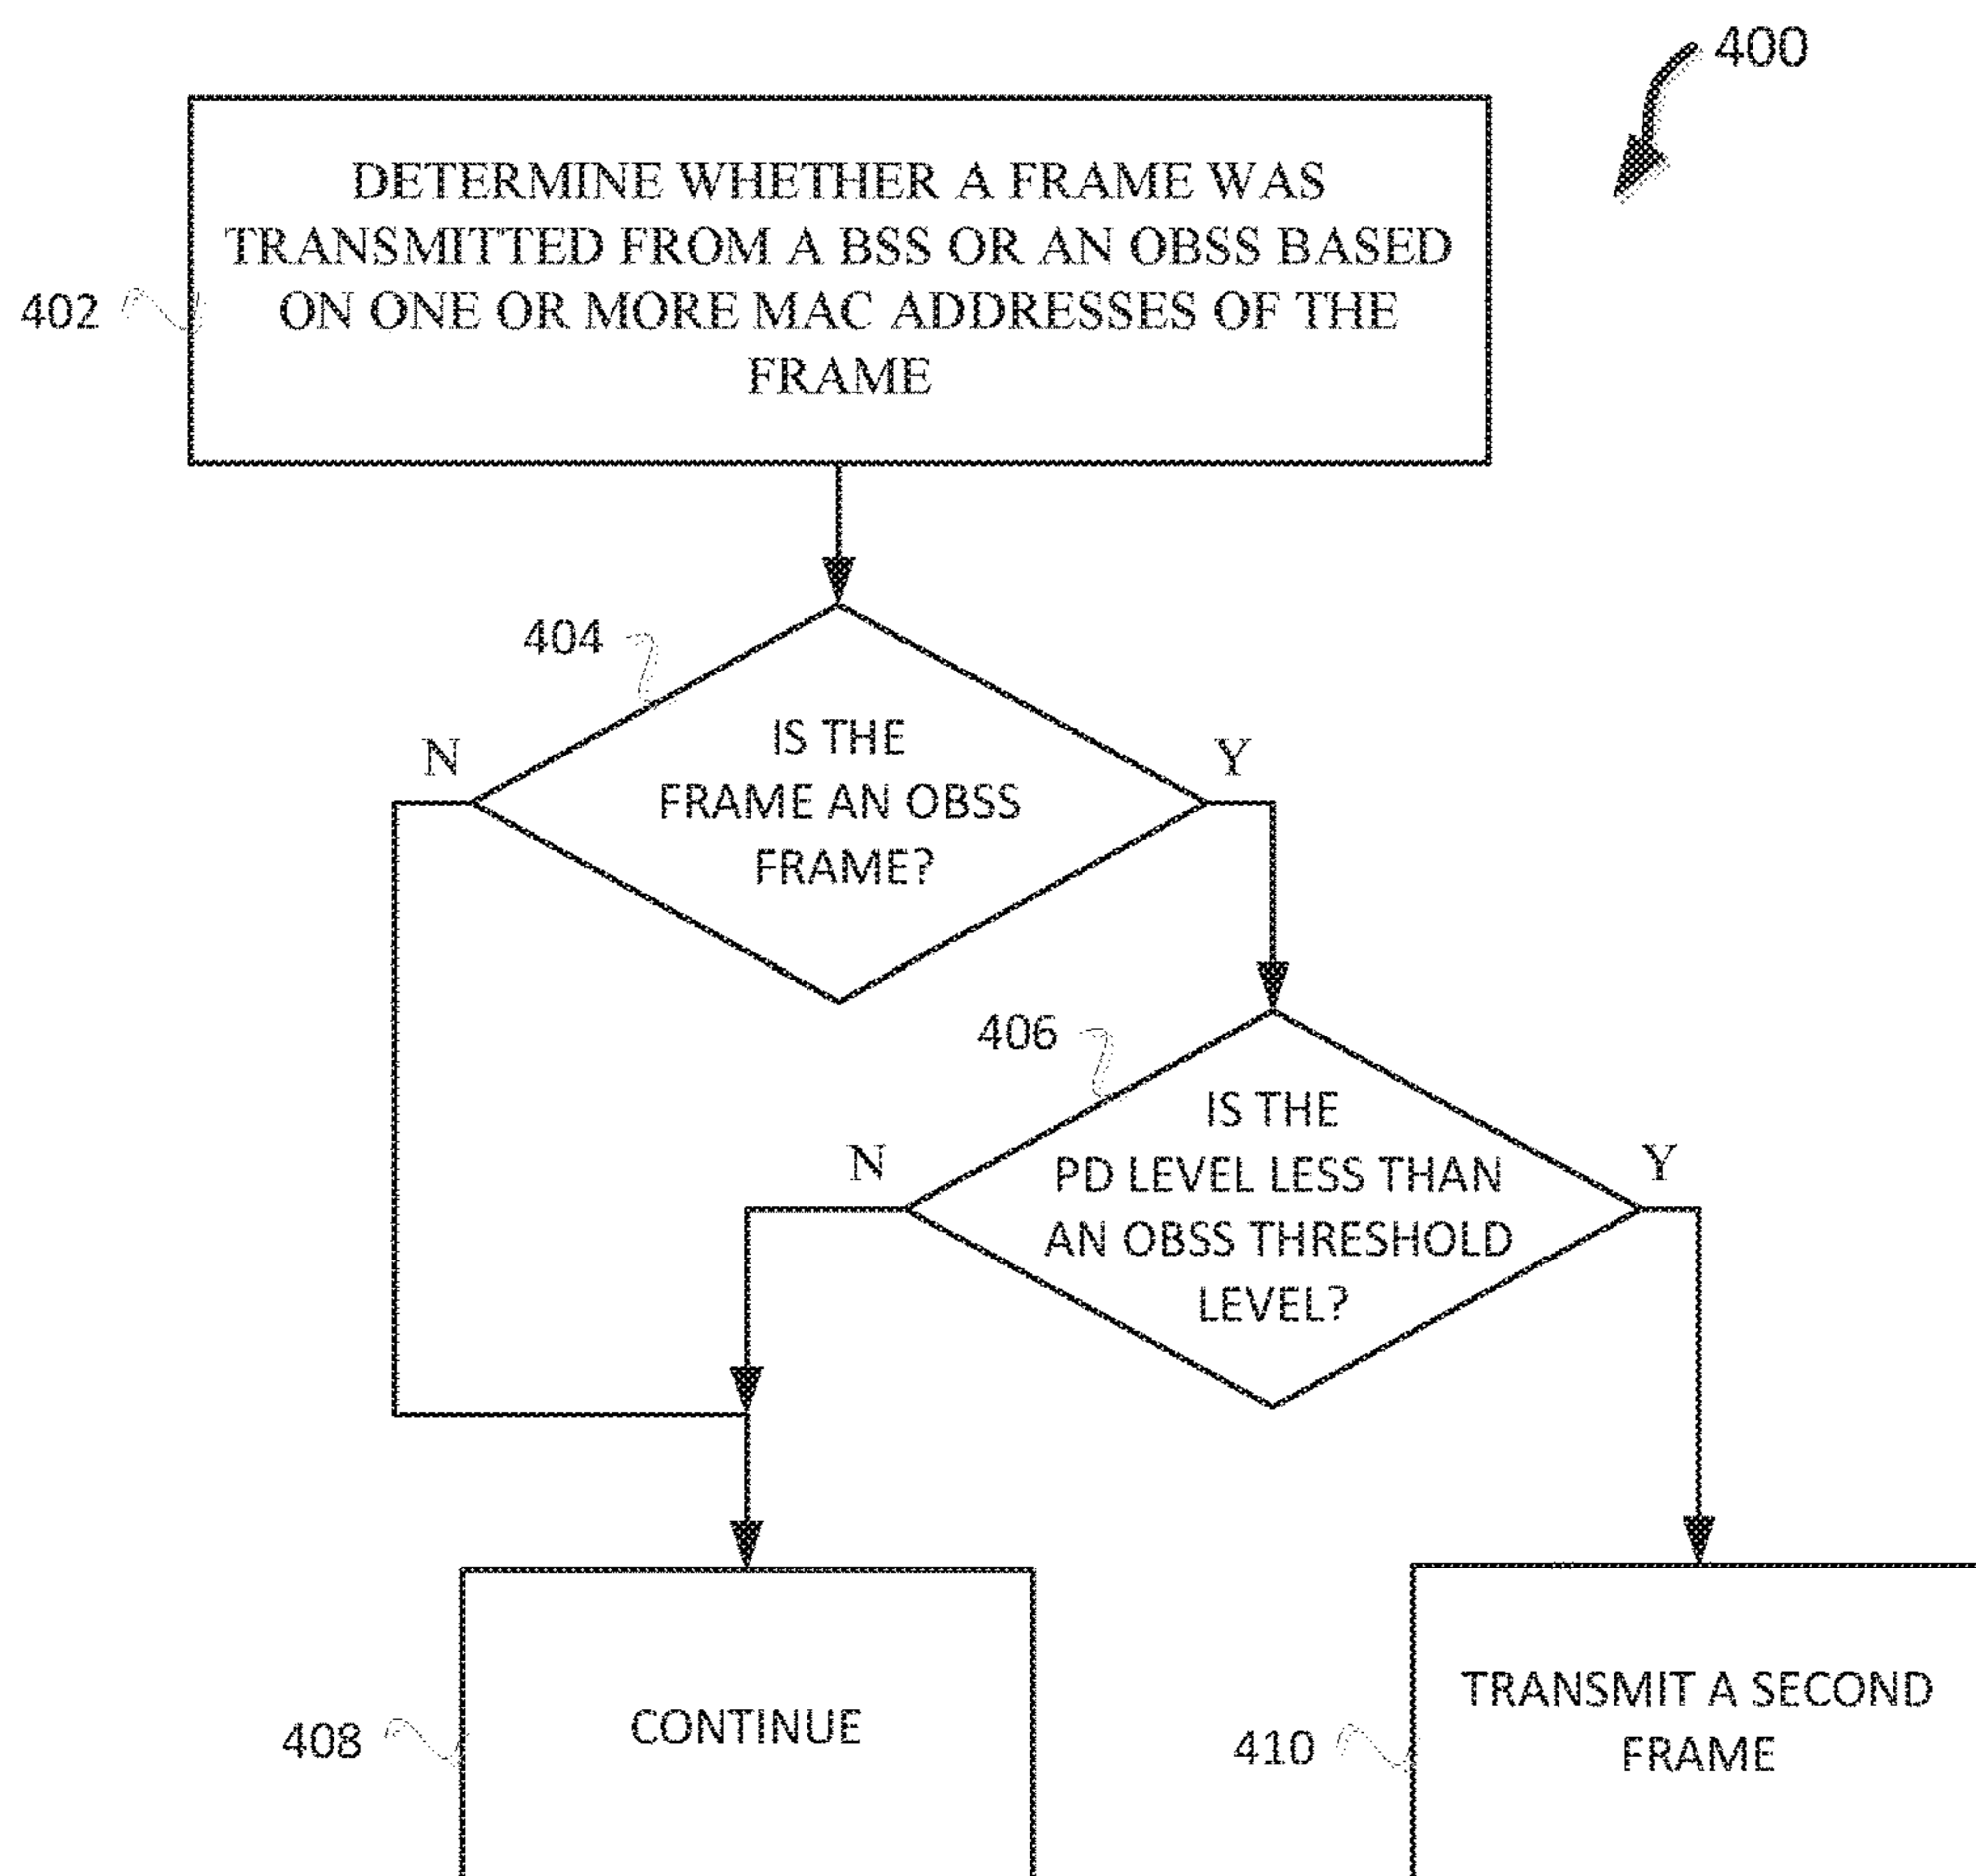 400
DETERMINE WHETHER A FRAME WAS
TRANSMITTED FROM A BSS OR AN OBSS BASED
ON ONE OR MORE MAC ADDRESSES OF THE
FRAME
402
404
N
Y
IS THE
FRAME AN OBSS
FRAME?
406
N
Y
IS THE
PD LEVEL LESS THAN
AN OBSS THRESHOLD
LEVEL?
CONTINUE
408
TRANSMIT A SECOND
FRAME
410